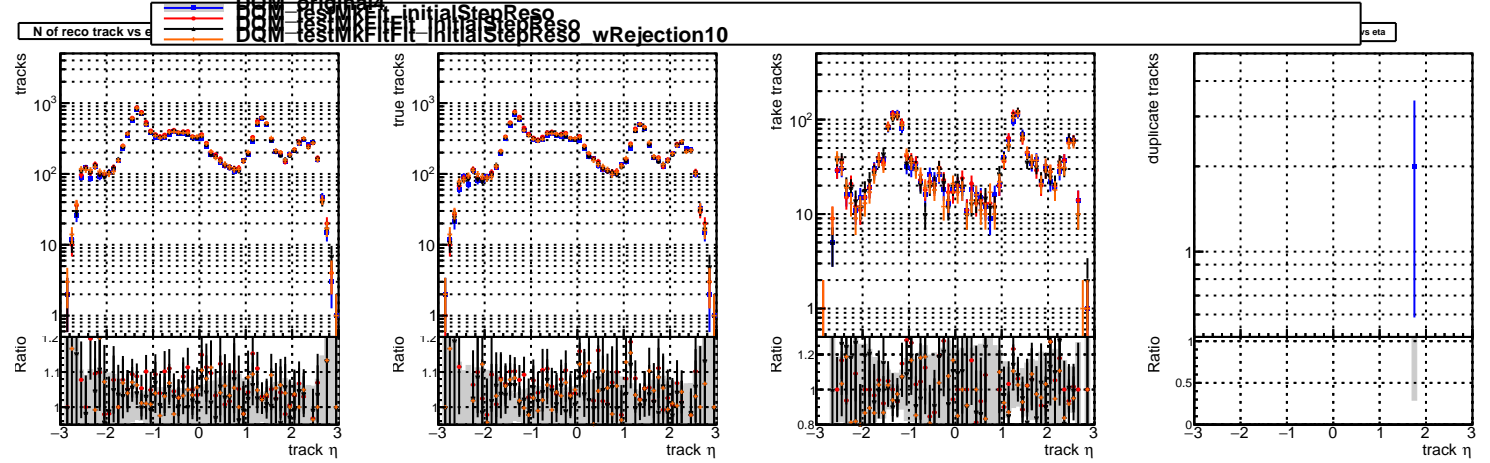 DQM_original4
DQM_testMkFit_initialStepReso
DQM_testMkFitFit_initialStepReso
DQM_testMkFitFit_initialStepReso_wRejection10
N of reco track vs e
vs eta
tracks
10³
10²
10
1
Ratio
1.2
1.1
1
−3 −2 −1 0 1 2 3
track η
true tracks
10³
10²
10
1
Ratio
1.2
1.1
1
−3 −2 −1 0 1 2 3
track η
fake tracks
10²
10
1
Ratio
1.2
1
0.8
−3 −2 −1 0 1 2 3
track η
duplicate tracks
1
Ratio
1
0.5
0
−3 −2 −1 0 1 2 3
track η